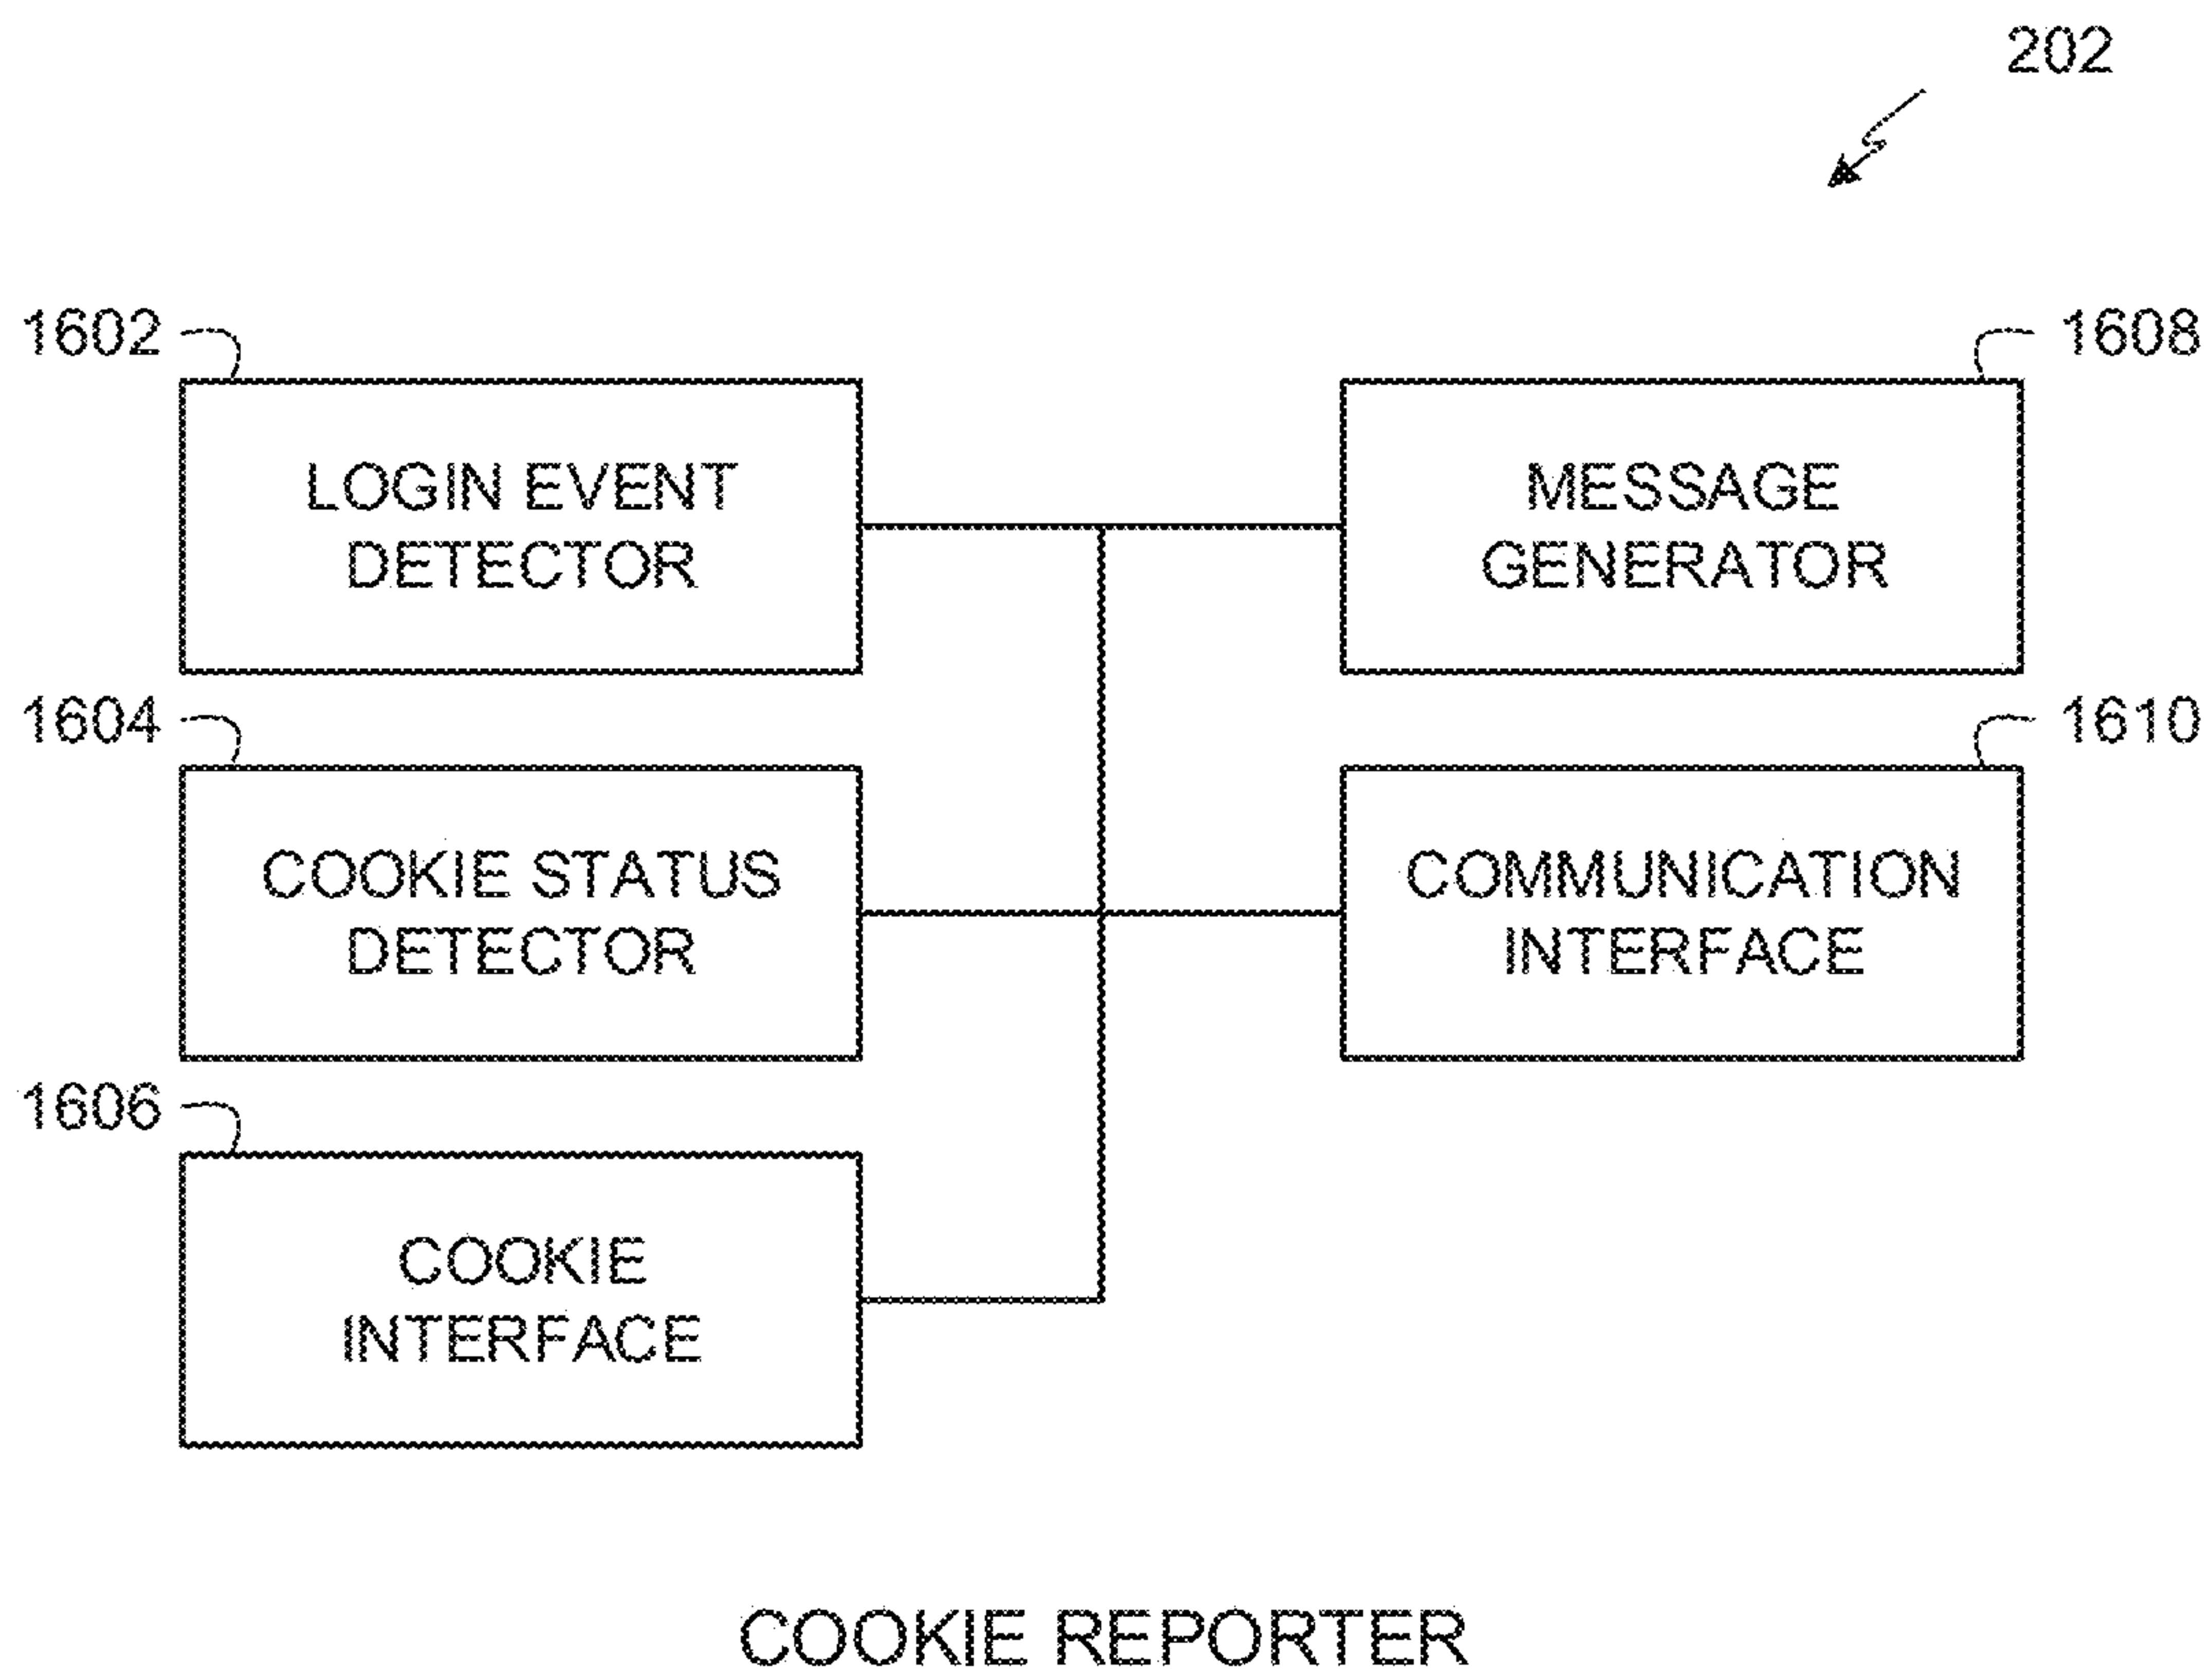 202
1602
1608
LOGIN EVENT
DETECTOR
MESSAGE
GENERATOR
1604
1610
COOKIE STATUS
DETECTOR
COMMUNICATION
INTERFACE
1606
COOKIE
INTERFACE
COOKIE REPORTER